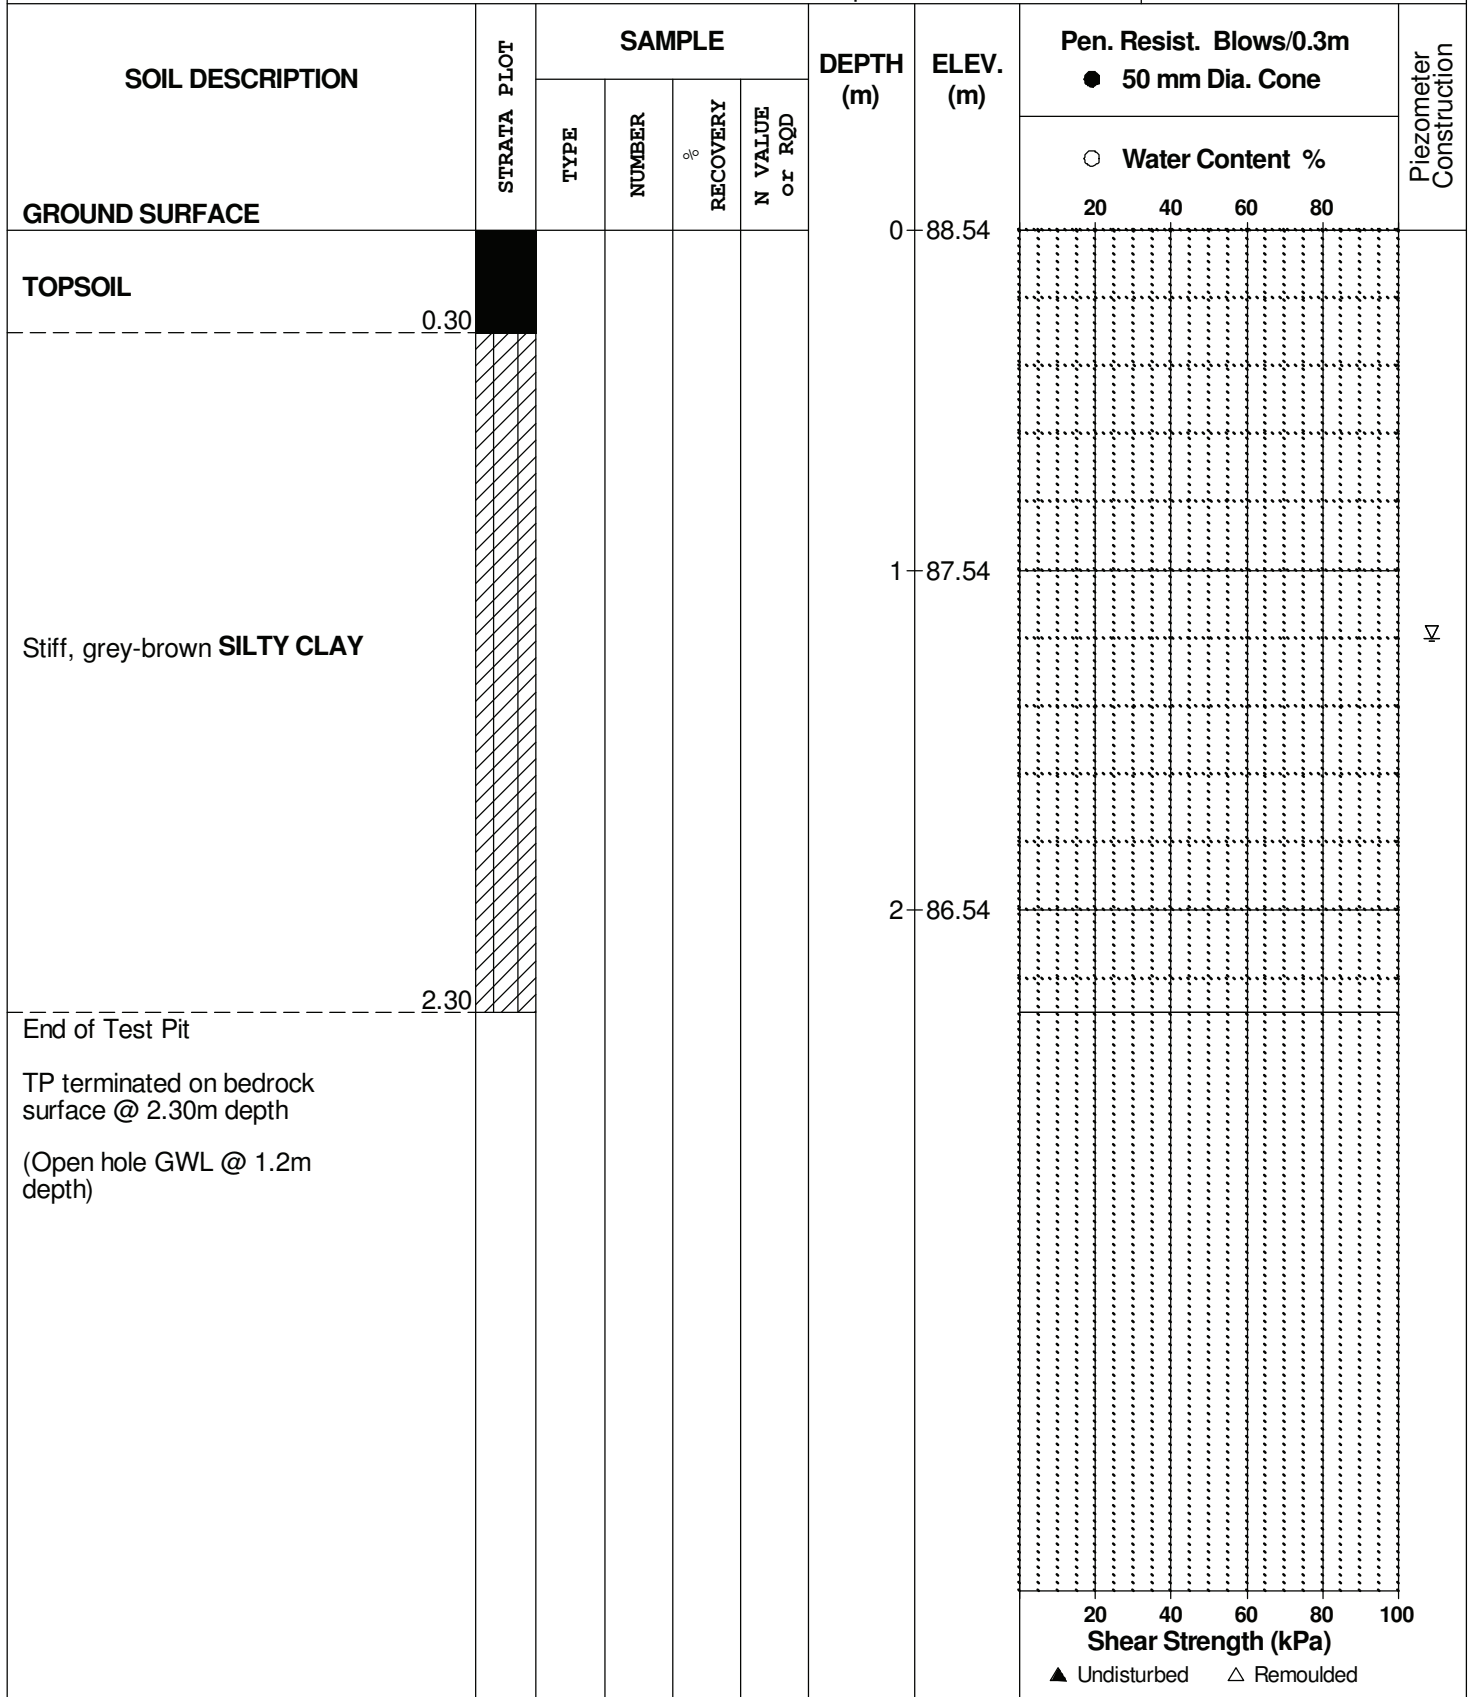 SOIL DESCRIPTION
GROUND SURFACE
STRATA PLOT
SAMPLE
TYPE
NUMBER
%
RECOVERY
N VALUE
or RQD
DEPTH
(m)
ELEV.
(m)
Pen. Resist. Blows/0.3m
● 50 mm Dia. Cone
○ Water Content %
20 40 60 80
Piezometer
Construction
0 88.54
TOPSOIL
0.30
1 87.54
Stiff, grey-brown SILTY CLAY
2 86.54
2.30
End of Test Pit
TP terminated on bedrock
surface @ 2.30m depth
(Open hole GWL @ 1.2m
depth)
20 40 60 80 100
Shear Strength (kPa)
▲ Undisturbed △ Remoulded